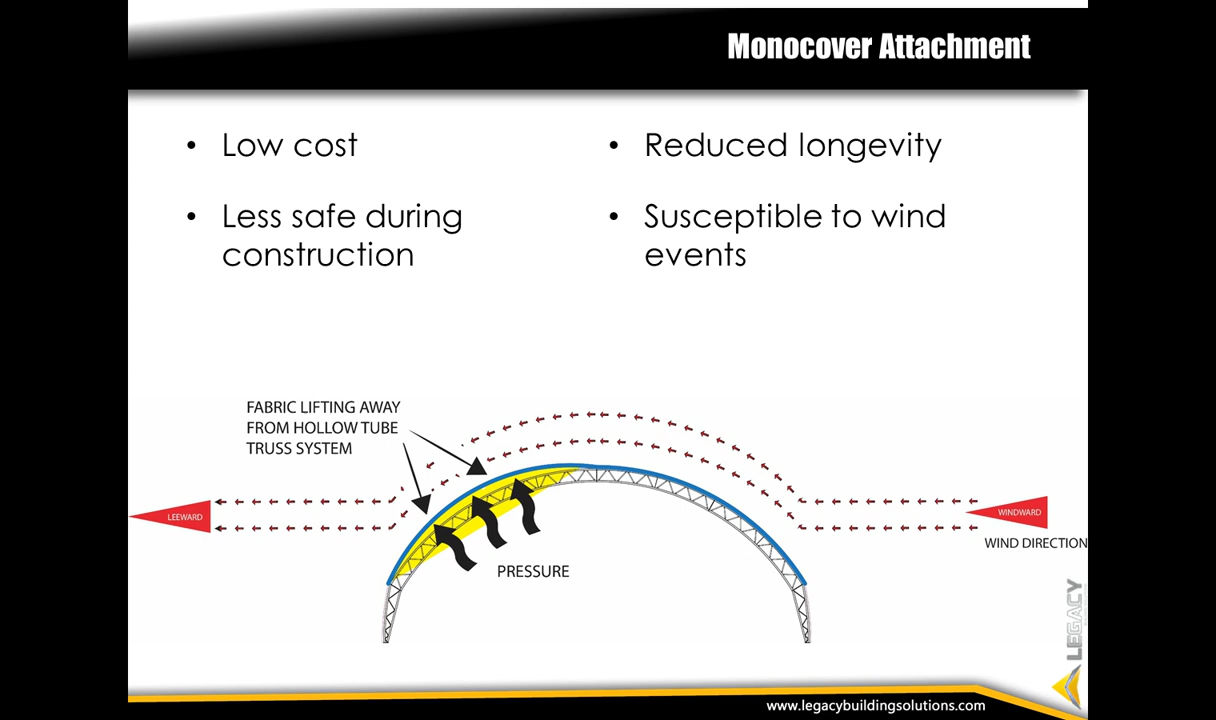 Monocover Attachment
• Low cost
• Less safe during
construction
• Reduced longevity
• Susceptible to wind
events
FABRIC LIFTING AWAY
FROM HOLLOW TUBE
TRUSS SYSTEM
LEEWARD
WINDWARD
WIND DIRECTION
PRESSURE
LEGACY
www.legacybuildingsolutions.com